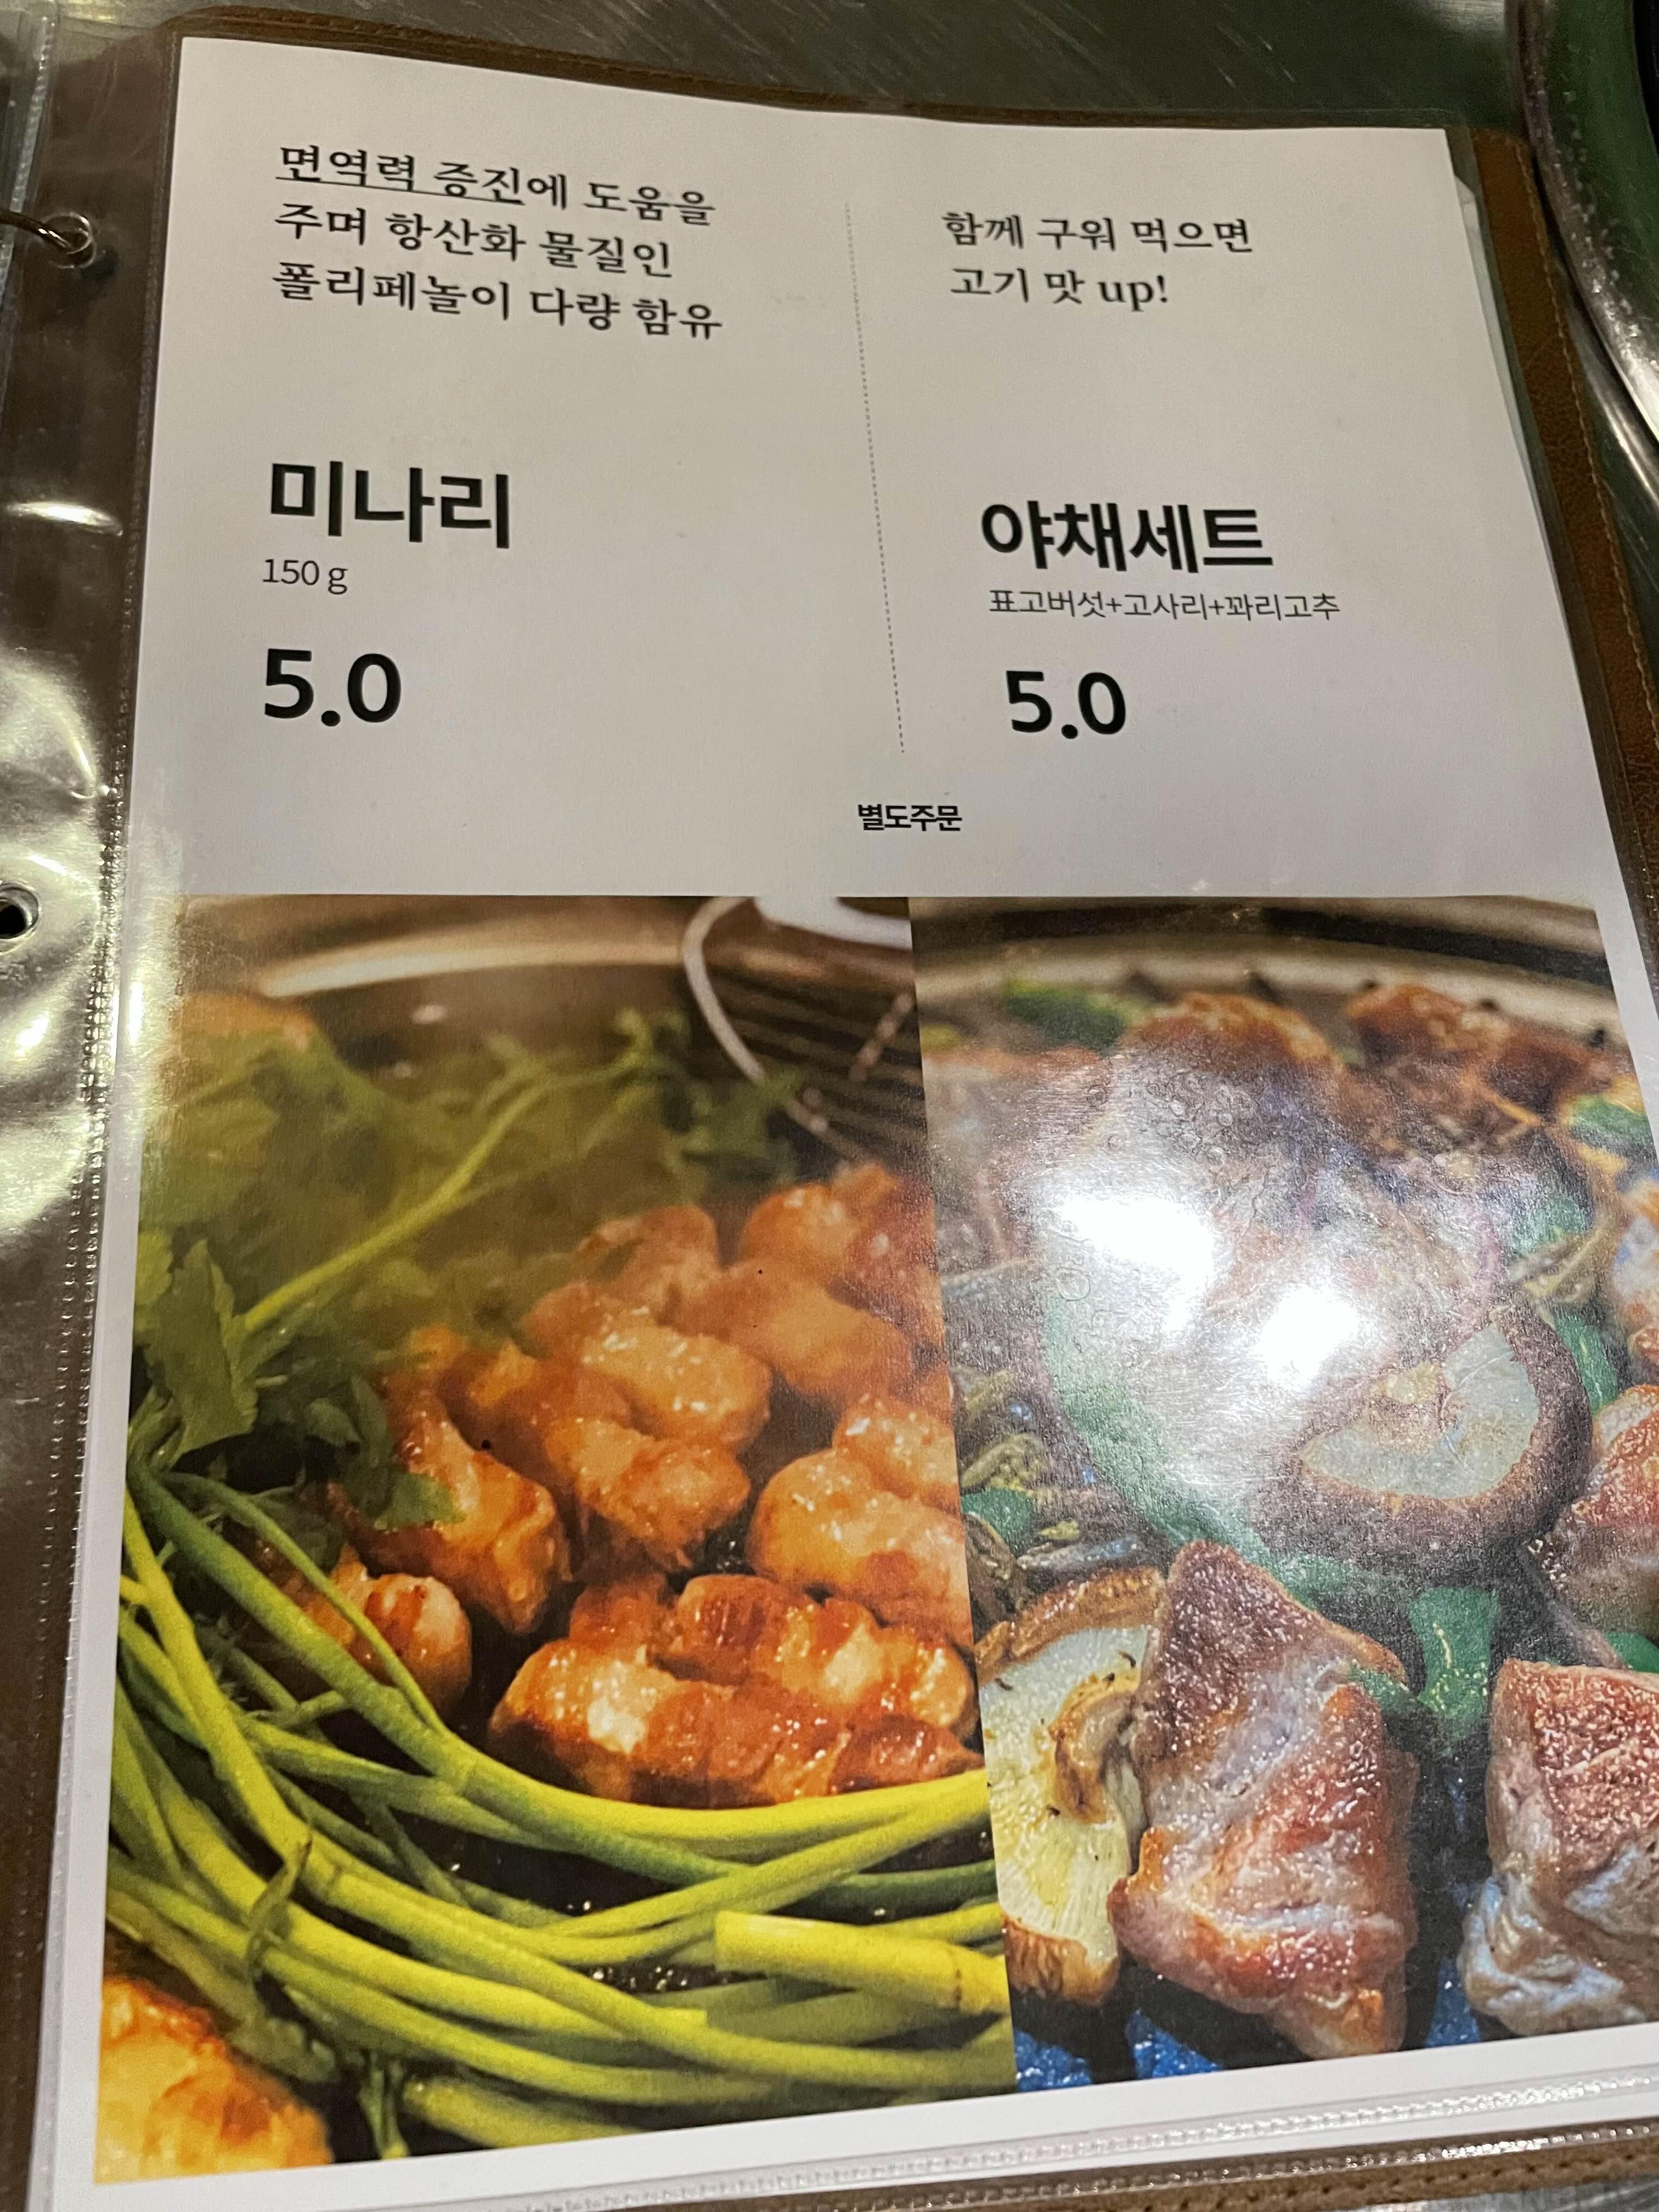 면역력 증진에 도움을
주며 항산화 물질인
폴리페놀이 다량 함유
미나리
150 g
5.0
함께 구워 먹으면
고기 맛 up!
야채세트
표고버섯+고사리+꽈리고추
5.0
별도주문